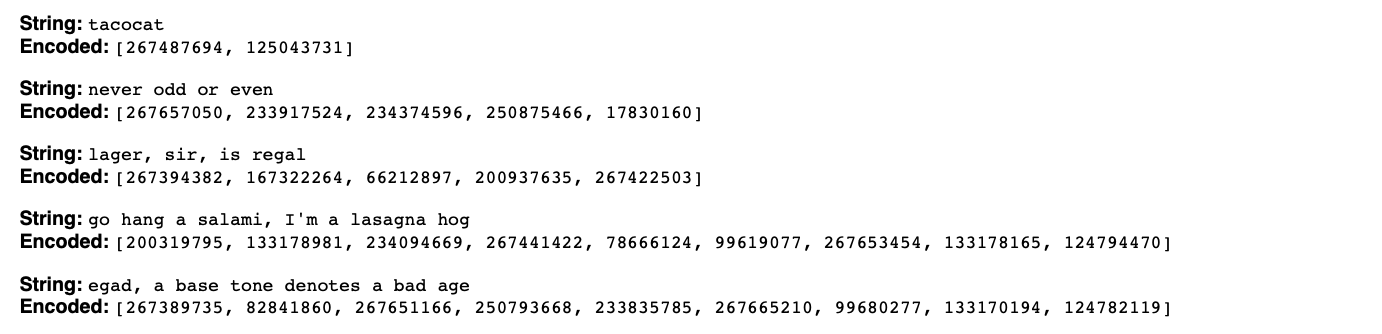 String: tacocat
Encoded: [267487694, 125043731]
String: never odd or even
Encoded: [267657050, 233917524, 234374596, 250875466, 17830160]
String: lager, sir, is regal
Encoded: [267394382, 167322264, 66212897, 200937635, 267422503]
String: go hang a salami, I'm a lasagna hog
Encoded: [200319795, 133178981, 234094669, 267441422, 78666124, 99619077, 267653454, 133178165, 124794470]
String: egad, a base tone denotes a bad age
Encoded: [267389735, 82841860, 267651166, 250793668, 233835785, 267665210, 99680277, 133170194, 124782119]